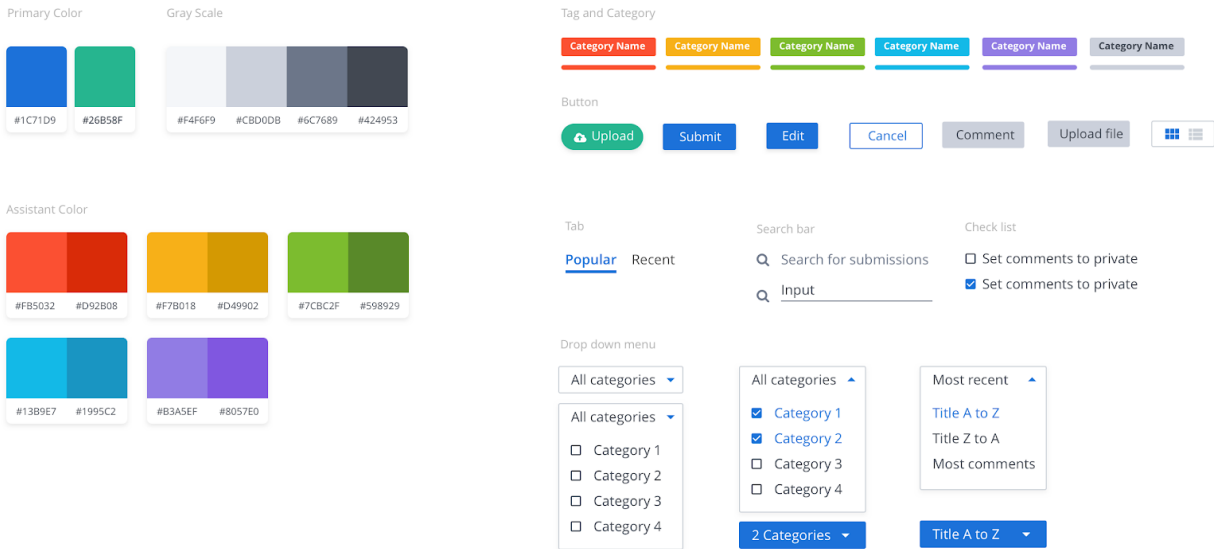 Primary Color
Gray Scale
#1C71D9
#26B58F
#F4F6F9
#CBD0DB
#6C7689
#424953
Assistant Color
#FB5032
#D92B08
#F7B018
#D49902
#7CBC2F
#598929
#13B9E7
#1995C2
#B3A5EF
#8057E0
Tag and Category
Category Name
Category Name
Category Name
Category Name
Category Name
Category Name
Button
Upload
Submit
Edit
Cancel
Comment
Upload file
Tab
Popular
Recent
Search bar
Search for submissions
Input
Check list
Set comments to private
Set comments to private
Drop down menu
All categories
All categories
Category 1
Category 2
Category 3
Category 4
All categories
Category 1
Category 2
Category 3
Category 4
2 Categories
Most recent
Title A to Z
Title Z to A
Most comments
Title A to Z